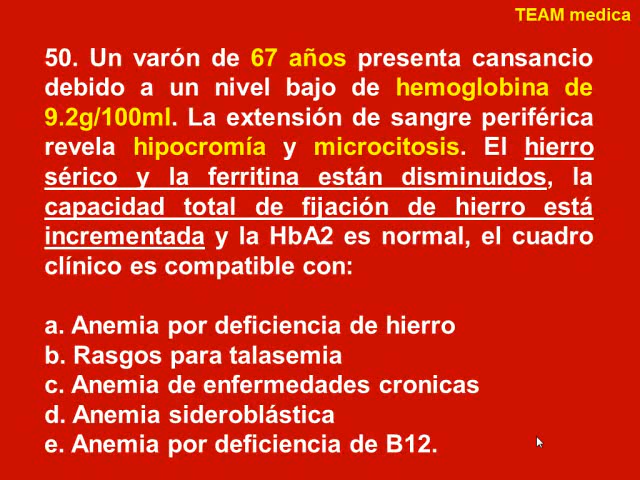 TEAM medica
50. Un varón de 67 años presenta cansancio
debido a un nivel bajo de hemoglobina de
9.2g/100ml. La extensión de sangre periférica
revela hipocromía y microcitosis. El hierro
sérico y la ferritina están disminuidos, la
capacidad total de fijación de hierro está
incrementada y la HbA2 es normal, el cuadro
clínico es compatible con:
a. Anemia por deficiencia de hierro
b. Rasgos para talasemia
c. Anemia de enfermedades cronicas
d. Anemia sideroblástica
e. Anemia por deficiencia de B12.